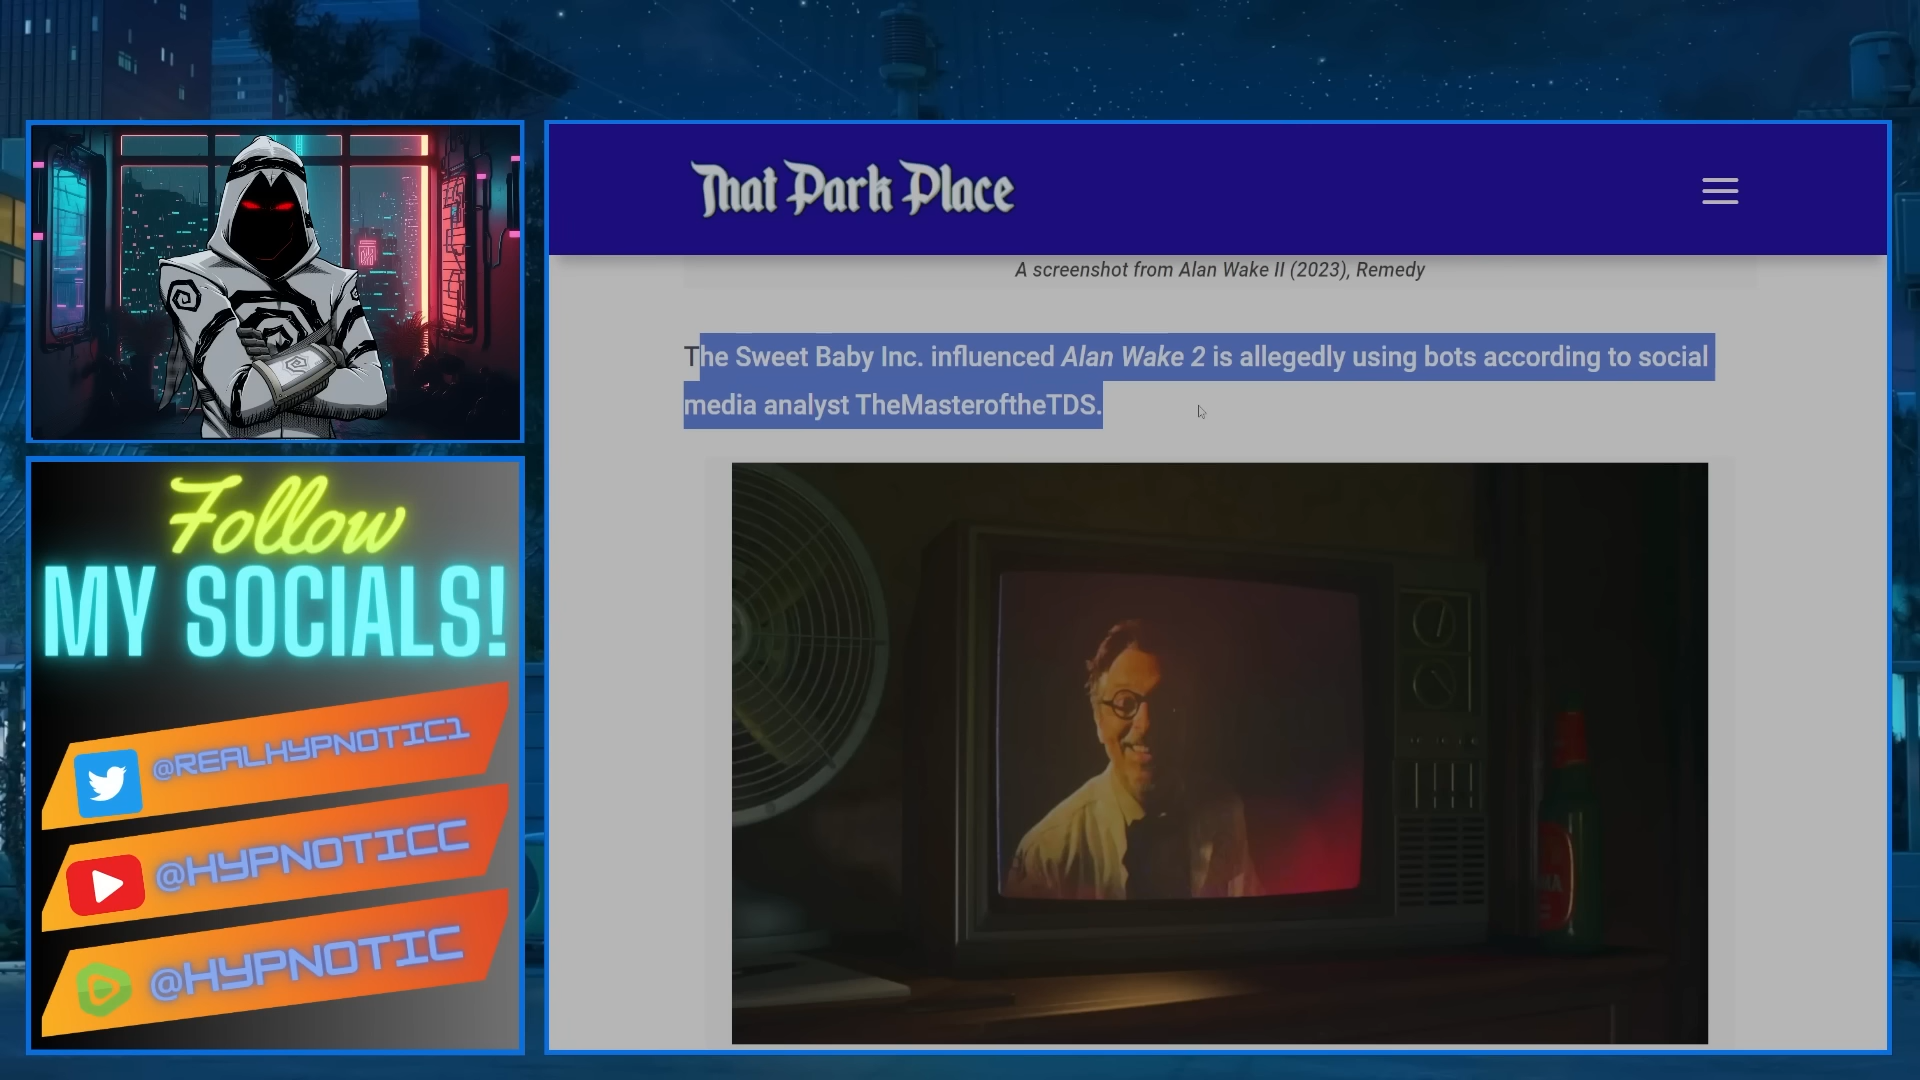 That Park Place
A screenshot from Alan Wake II (2023), Remedy
The Sweet Baby Inc. influenced Alan Wake 2 is allegedly using bots according to social
media analyst TheMasteroftheTDS.
Follow
MY SOCIALS!
@REALHYPNOTIC1
@HYPNOTICC
@HYPNOTIC